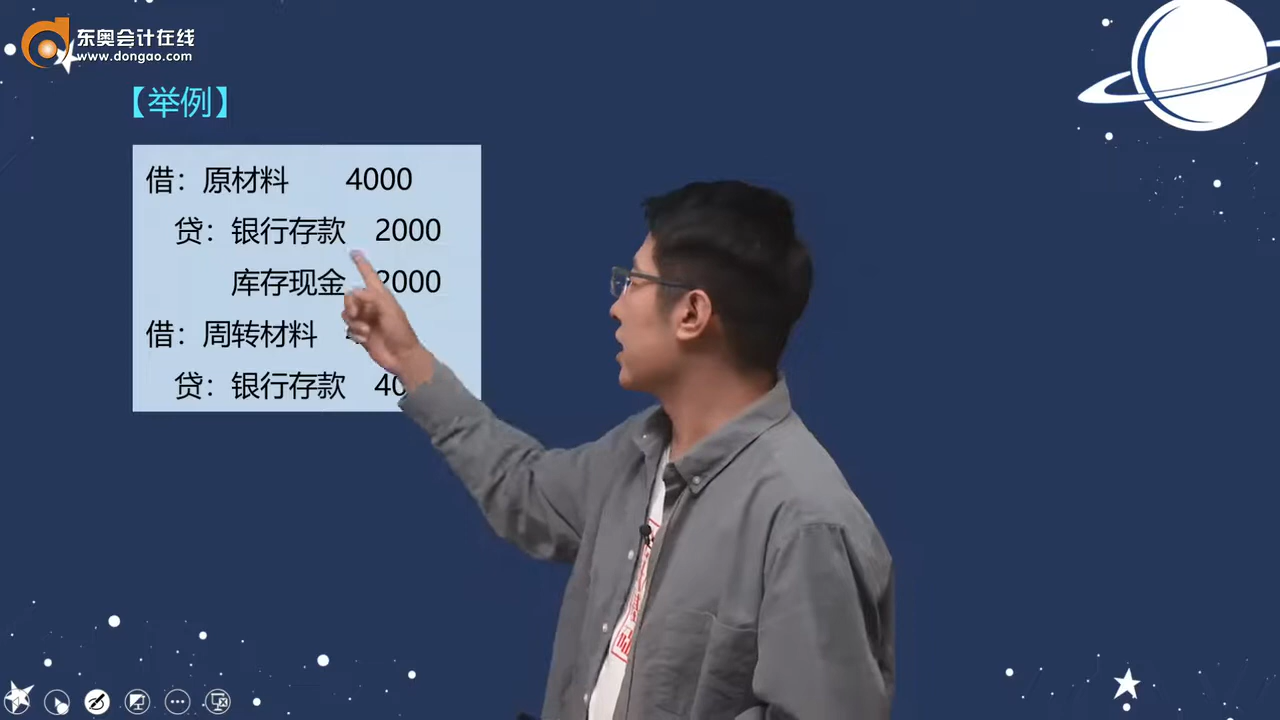 东奥会计在线
www.dongao.com
【举例】
借：原材料 4000
贷：银行存款 2000
库存现金 2000
借：周转材料
贷：银行存款